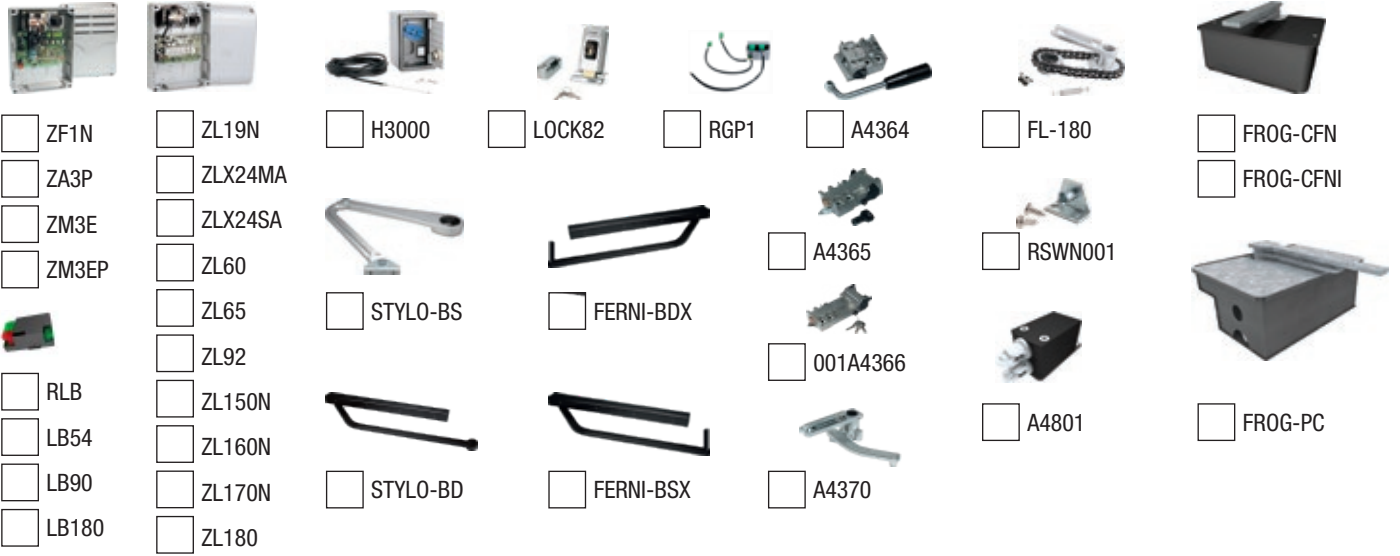 ZF1N
ZA3P
ZM3E
ZM3EP
RLB
LB54
LB90
LB180
ZL19N
ZLX24MA
ZLX24SA
ZL60
ZL65
ZL92
ZL150N
ZL160N
ZL170N
ZL180
H3000
LOCK82
RGP1
A4364
FL-180
STYLO-BS
FERNI-BDX
A4365
RSWN001
001A4366
STYLO-BD
FERNI-BSX
A4370
A4801
FROG-CFN
FROG-CFNI
FROG-PC